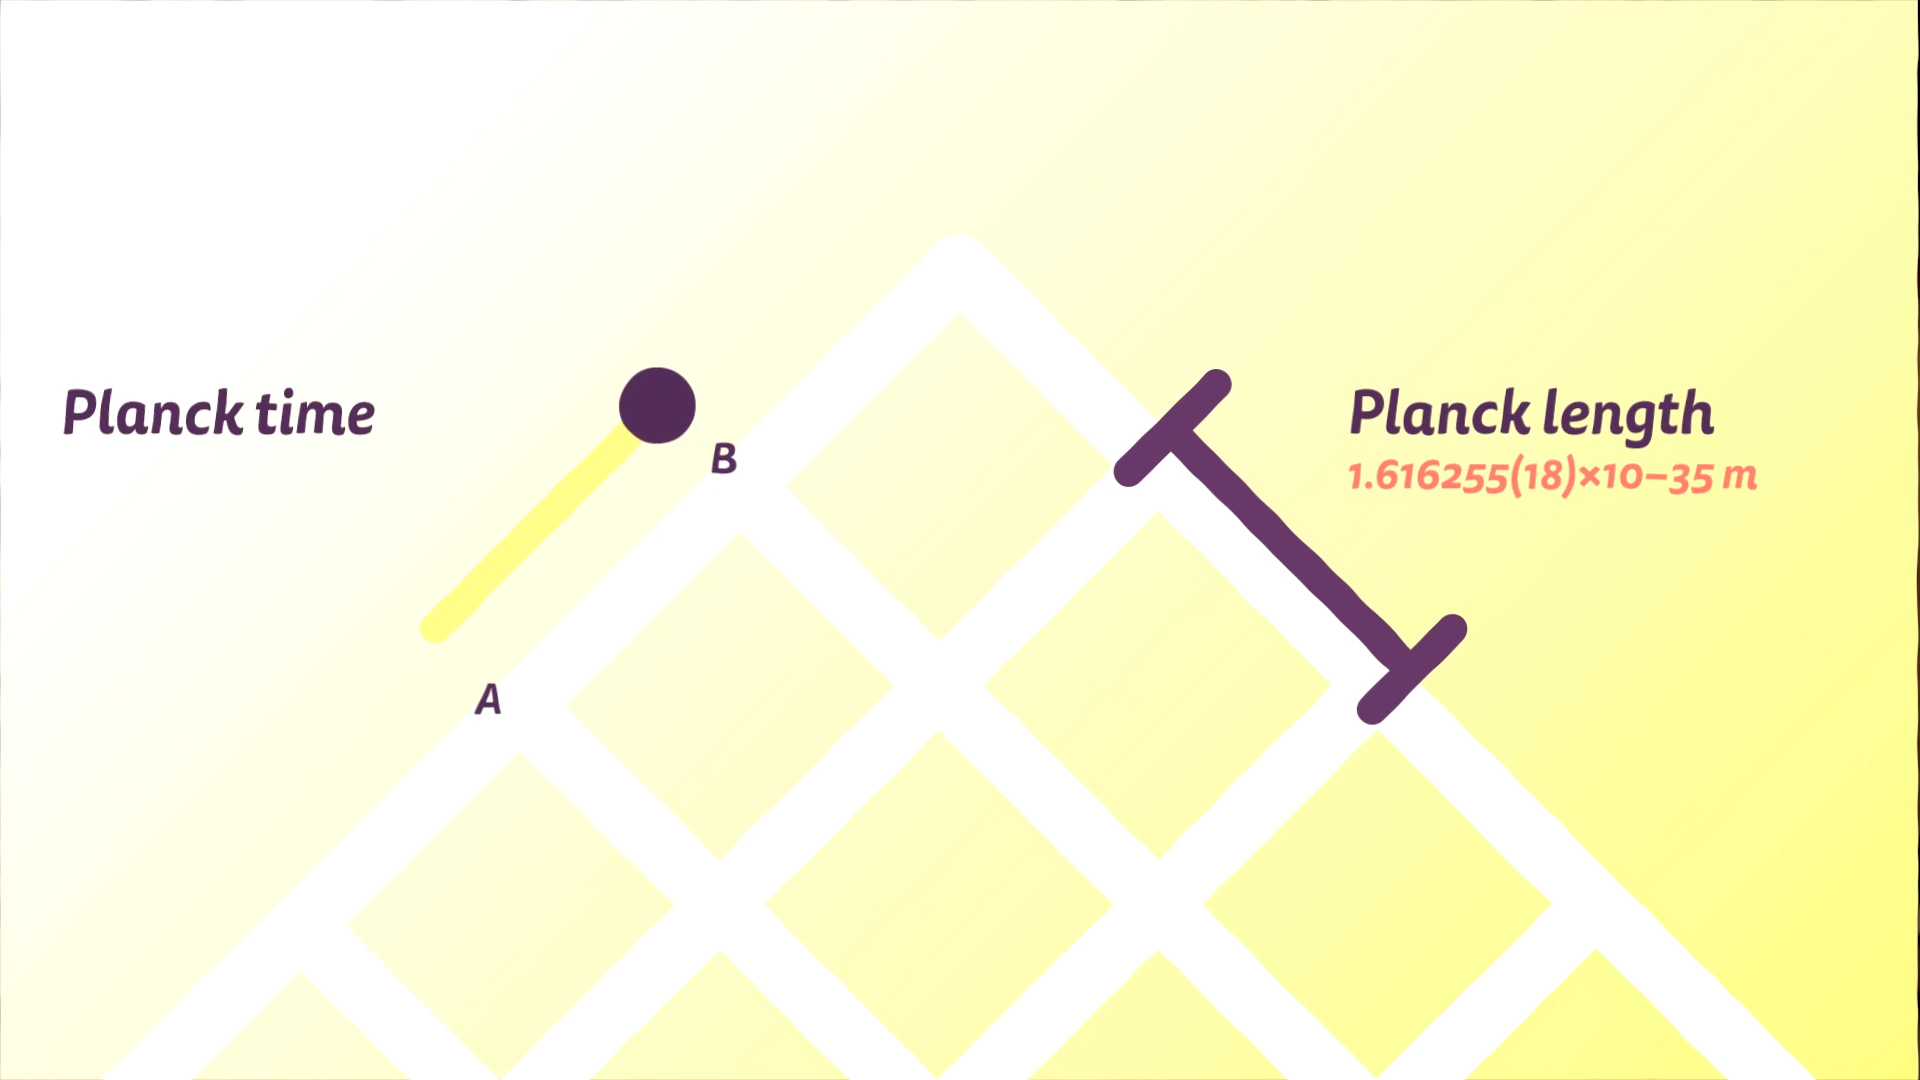 Planck time
B
A
Planck length
1.616255(18)×10–35 m